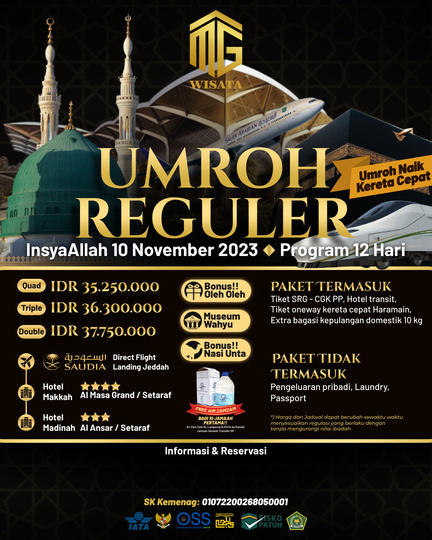 MG
WISATA
SAUDI ARABIAN
UMROH
REGULER
Umroh Naik
Kereta Cepat
InsyaAllah 10 November 2023 Program 12 Hari
Quad IDR 35.250.000
Triple IDR 36.300.000
Double IDR 37.750.000
السعودية
SAUDIA
Direct Flight
Landing Jeddah
Hotel
Makkah Al Masa Grand / Setaraf
Hotel
Madinah Al Ansar / Setaraf
Bonus!!
Oleh Oleh
Museum
Wahyu
Bonus!!
Nasi Unta
FREE AIR ZAMZAM
BAGI 10 JAMAAH
PERTAMA!!
PAKET TERMASUK
Tiket SRG - CGK PP, Hotel transit,
Tiket oneway kereta cepat Haramain,
Extra bagasi kepulangan domestik 10 kg
PAKET TIDAK
TERMASUK
Pengeluaran pribadi, Laundry,
Passport
*) Harga dan Jadwal dapat berubah sewaktu waktu
menyesuaikan regulasi yang berlaku dengan
tanpa mengurangi nilai ibadah
Informasi & Reservasi
SK Kemenag: 01072200268050001
IATA
OSS
SISKO
PATUH